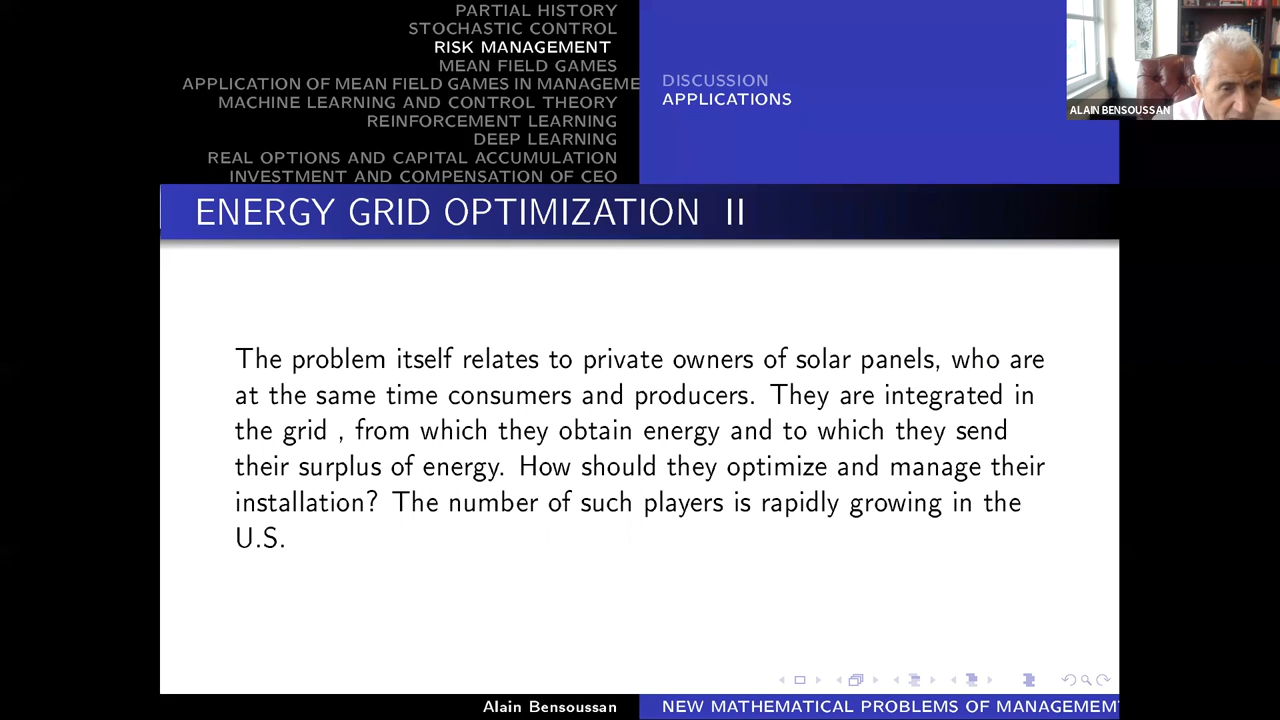 PARTIAL HISTORY
STOCHASTIC CONTROL
RISK MANAGEMENT
MEAN FIELD GAMES
APPLICATION OF MEAN FIELD GAMES IN MANAGEME
MACHINE LEARNING AND CONTROL THEORY
REINFORCEMENT LEARNING
DEEP LEARNING
REAL OPTIONS AND CAPITAL ACCUMULATION
INVESTMENT AND COMPENSATION OF CEO
DISCUSSION
APPLICATIONS
ALAIN BENSOUSSAN
ENERGY GRID OPTIMIZATION II
The problem itself relates to private owners of solar panels, who are
at the same time consumers and producers. They are integrated in
the grid , from which they obtain energy and to which they send
their surplus of energy. How should they optimize and manage their
installation? The number of such players is rapidly growing in the
U.S.
Alain Bensoussan
NEW MATHEMATICAL PROBLEMS OF MANAGEMENT